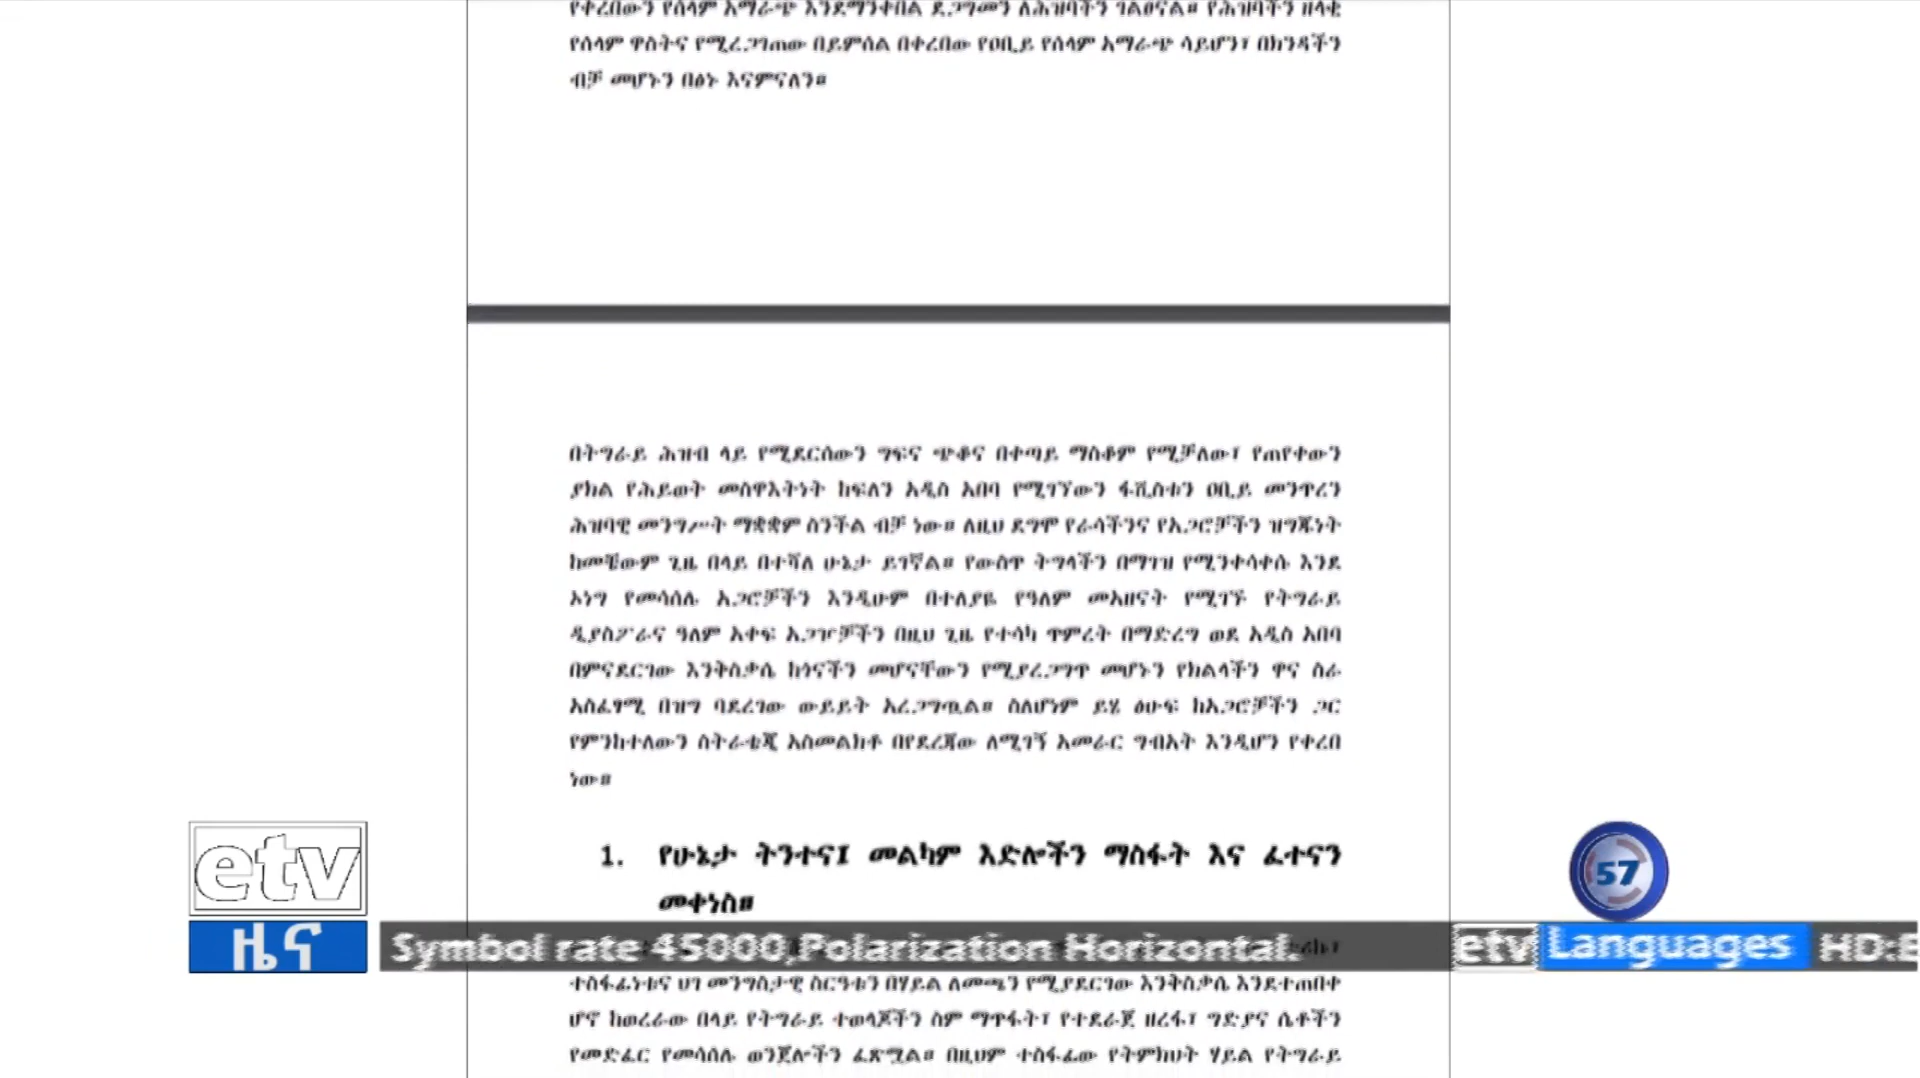 የቀረበውን የሰላም አማራጭ እንደማንቀበል ደጋግመን ለሕዝባችን ገልፀናል። የሕዝባችን ዘላቂ
የሰላም ዋስትና የሚረጋገጠው በይምሰል በቀረበው የዐቢይ የሰላም አማራጭ ሳይሆን፣ በክንዳችን
ብቻ መሆኑን በፅኑ እናምናለን።
በትግራይ ሕዝብ ላይ የሚደርሰውን ግፍና ጭቆና በቀጣይ ማስቆም የሚቻለው፣ የጠየቀውን
ያክል የሕይወት መስዋእትነት ከፍለን አዲስ አበባ የሚገኘውን ፋሺስቱን ዐቢይ መንጥረን
ሕዝባዊ መንግሥት ማቋቋም ስንችል ብቻ ነው። ለዚህ ደግሞ የራሳችንና የአጋሮቻችን ዝግጁነት
ከመቼውም ጊዜ በላይ በተሻለ ሁኔታ ይገኛል። የውስጥ ትግላችን በማገዝ የሚንቀሳቀሱ እንደ
ኦነግ የመሳሰሉ አጋሮቻችን እንዲሁም በተለያዩ የዓለም መአዘናት የሚገኙ የትግራይ
ዲያስፖራና ዓለም አቀፍ አጋዦቻችን በዚህ ጊዜ የተሳካ ጥምረት በማድረግ ወደ አዲስ አበባ
በምናደርገው እንቅስቃሴ ከጎናችን መሆናቸውን የሚያረጋግጥ መሆኑን የክልላችን ዋና ስራ
አስፈፃሚ በዝግ ባደረገው ውይይት አረጋግጧል። ስለሆነም ይሄ ፅሁፍ ከአጋሮቻችን ጋር
የምንከተለውን ስትራቴጂ አስመልክቶ በየደረጃው ለሚገኝ አመራር ግብአት እንዲሆን የቀረበ
ነው።
1. የሁኔታ ትንተና፤ መልካም እድሎችን ማስፋት እና ፈተናን
መቀነስ።
etv
57
ዜና
Symbol rate 45000,Polarization Horizontal.
etv Languages HD:E
ተስፋፊነቱና ህገ መንግስታዊ ስርዓቱን በሃይል ለመጫን የሚያደርገው እንቅስቃሴ እንደተጠበቀ
ሆኖ ከወረራው በላይ የትግራይ ተወላጆችን ስም ማጥፋት፣ የተደራጀ ዘረፋ፣ ግድያና ሴቶችን
የመድፈር የመሳሰሉ ወንጀሎችን ፈጽሟል። በዚህም ተስፋፊው የትምክህት ሃይል የትግራይ